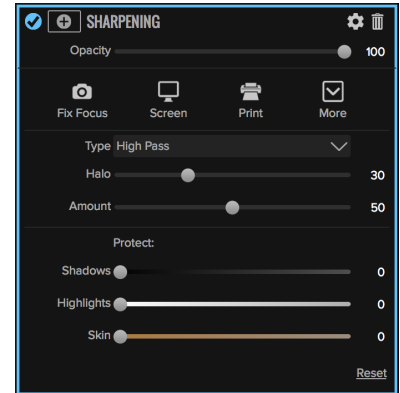 SHARPENING
Opacity 100
Fix Focus Screen Print More
Type High Pass
Halo 30
Amount 50
Protect:
Shadows 0
Highlights 0
Skin 0
Reset